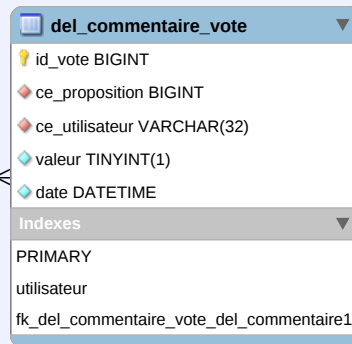 del_commentaire_vote
id_vote BIGINT
ce_proposition BIGINT
ce_utilisateur VARCHAR(32)
valeur TINYINT(1)
date DATETIME
Indexes
PRIMARY
utilisateur
fk_del_commentaire_vote_del_commentaire1